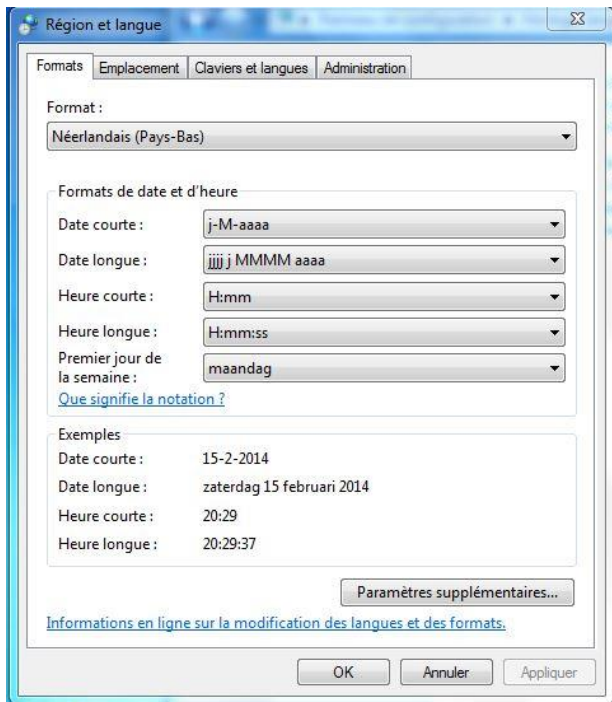 Région et langue
Formats Emplacement Claviers et langues Administration
Format :
Néerlandais (Pays-Bas)
Formats de date et d'heure
Date courte : j-M-aaaa
Date longue : jjjj j MMMM aaaa
Heure courte : H:mm
Heure longue : H:mm:ss
Premier jour de
la semaine : maandag
Que signifie la notation ?
Exemples
Date courte : 15-2-2014
Date longue : zaterdag 15 februari 2014
Heure courte : 20:29
Heure longue : 20:29:37
Paramètres supplémentaires...
Informations en ligne sur la modification des langues et des formats.
OK Annuler Appliquer